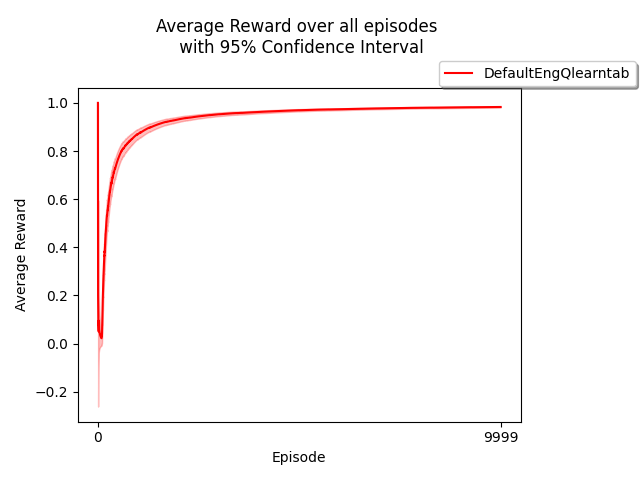 Average Reward over all episodes
with 95% Confidence Interval
DefaultEngQlearntab
1.0
0.8
0.6
0.4
0.2
0.0
−0.2
Average Reward
0
9999
Episode